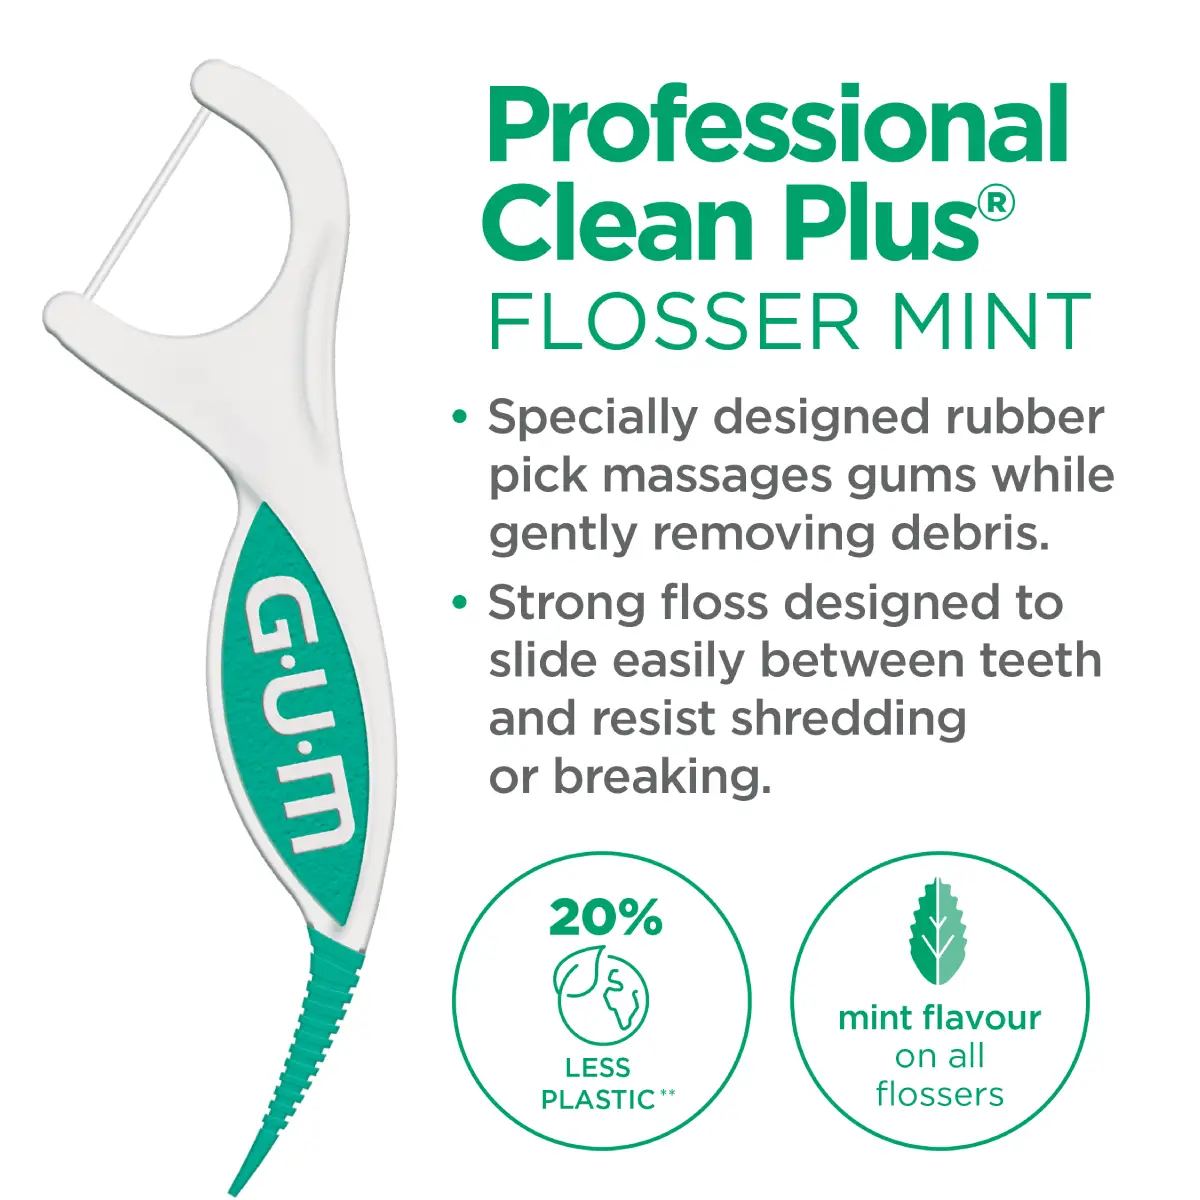 Professional
Clean Plus®
FLOSSER MINT
• Specially designed rubber
pick massages gums while
gently removing debris.
• Strong floss designed to
slide easily between teeth
and resist shredding
or breaking.
G·U·M
20%
LESS
PLASTIC**
mint flavour
on all
flossers